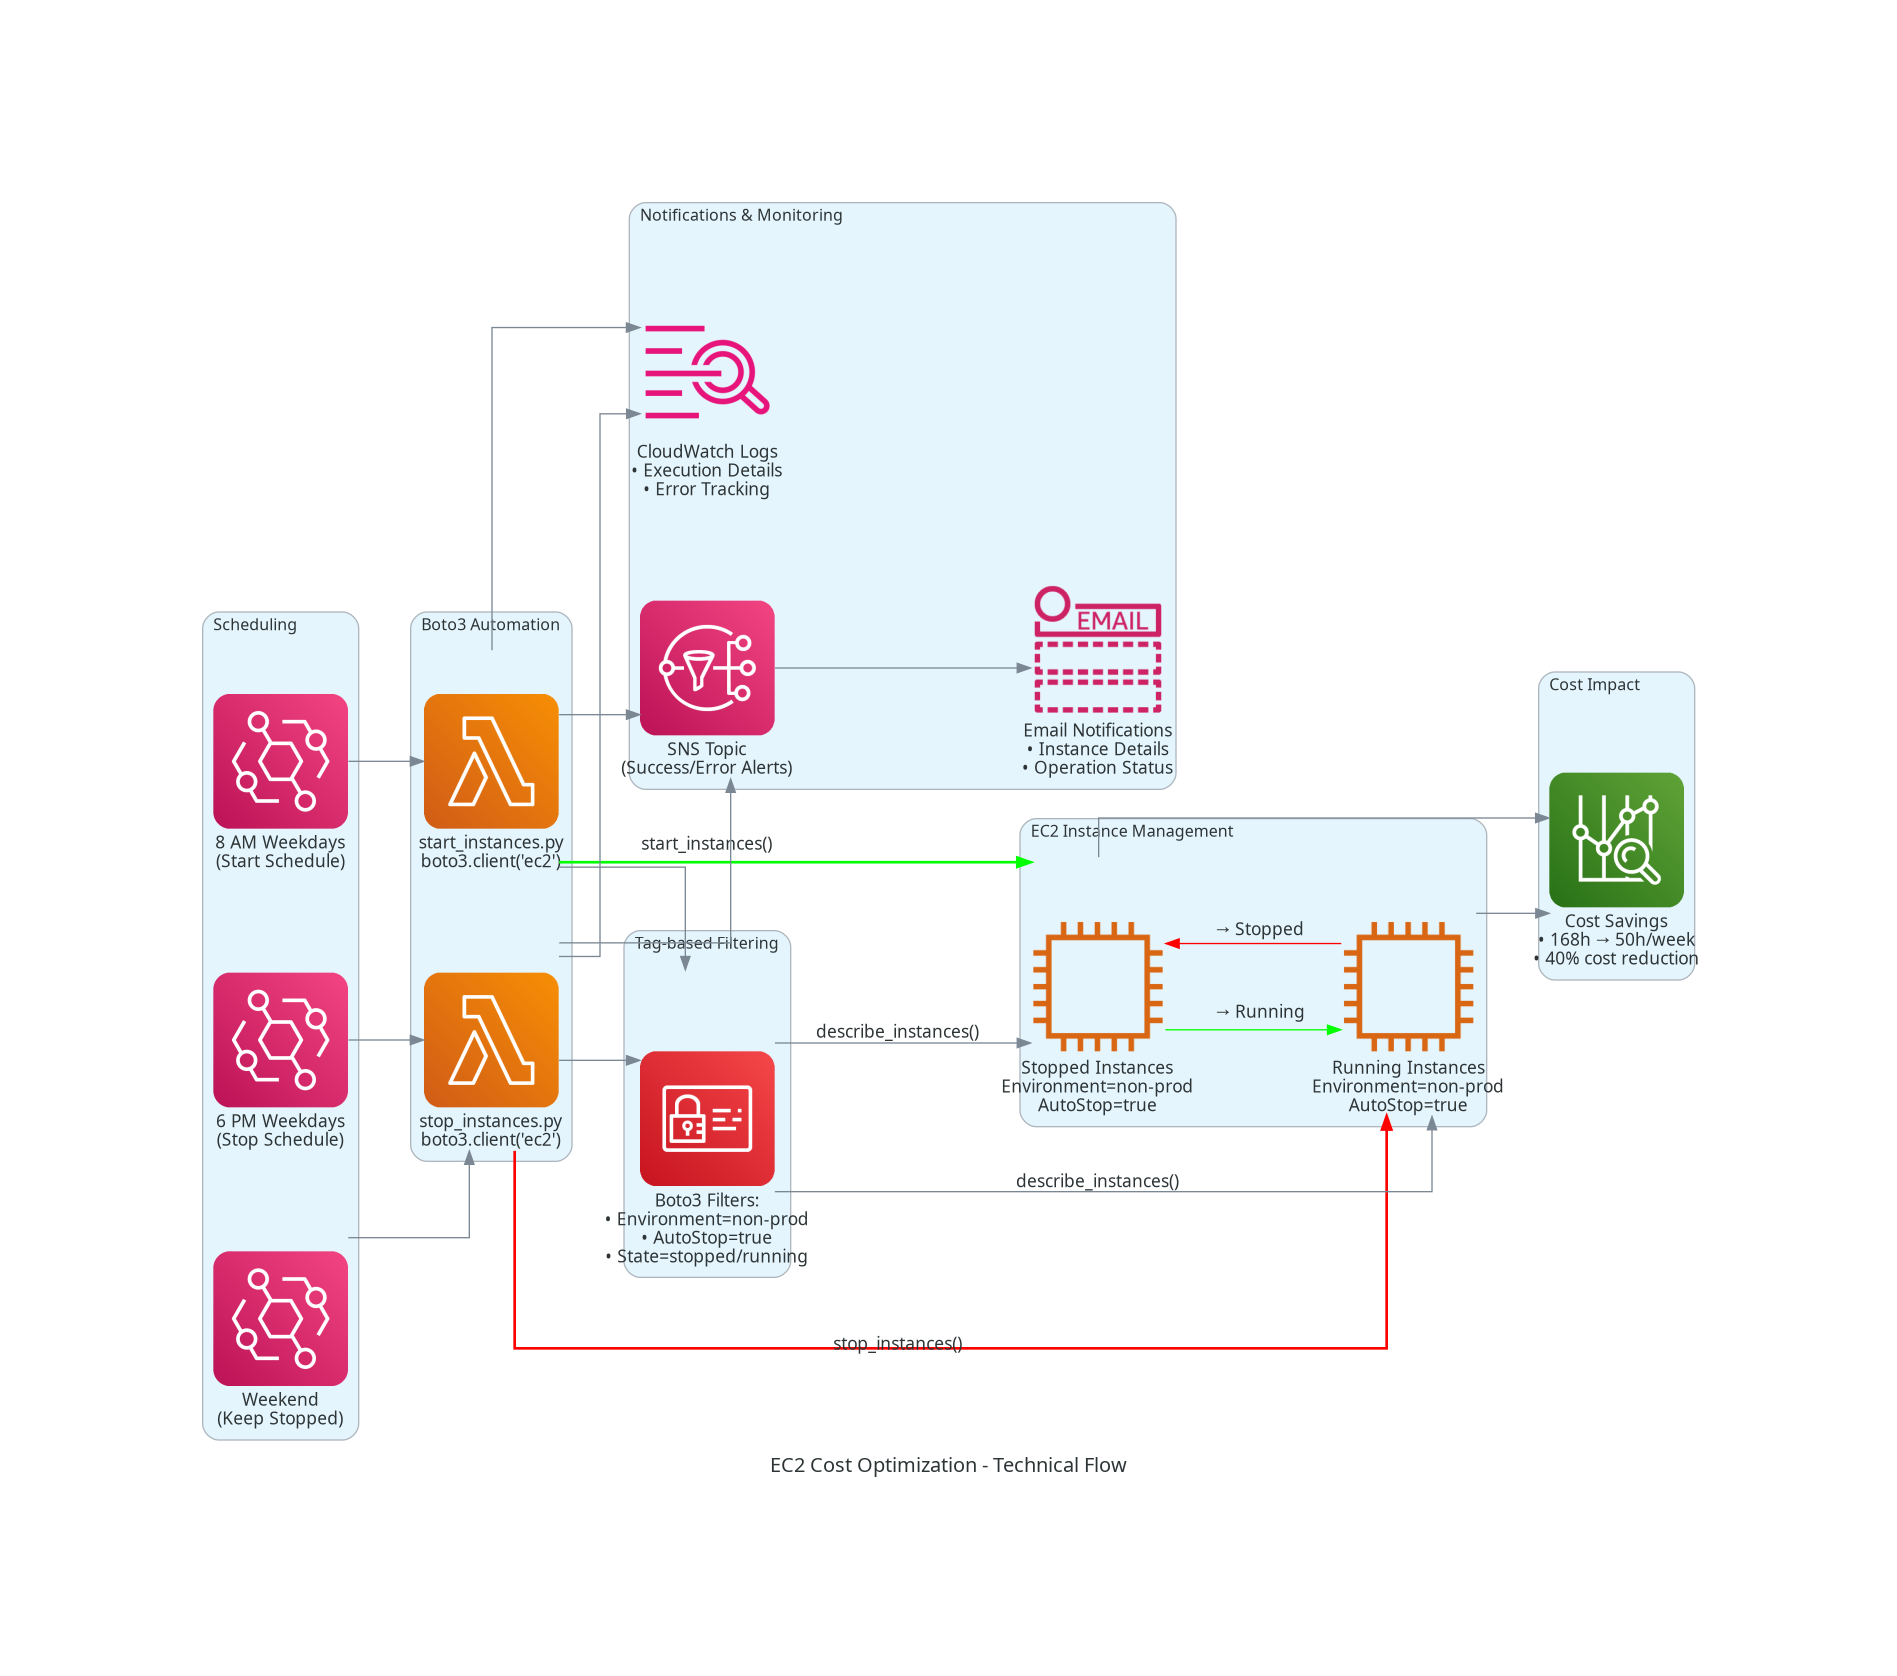 Notifications & Monitoring
CloudWatch Logs
• Execution Details
• Error Tracking
SNS Topic
(Success/Error Alerts)
EMAIL
Email Notifications
• Instance Details
• Operation Status
Scheduling
8 AM Weekdays
(Start Schedule)
6 PM Weekdays
(Stop Schedule)
Weekend
(Keep Stopped)
Boto3 Automation
start_instances.py
boto3.client('ec2')
stop_instances.py
boto3.client('ec2')
start_instances()
Tag-based Filtering
Boto3 Filters:
• Environment=non-prod
• AutoStop=true
• State=stopped/running
describe_instances()
describe_instances()
stop_instances()
EC2 Instance Management
→ Stopped
→ Running
Stopped Instances
Environment=non-prod
AutoStop=true
Running Instances
Environment=non-prod
AutoStop=true
Cost Impact
Cost Savings
• 168h → 50h/week
• 40% cost reduction
EC2 Cost Optimization - Technical Flow